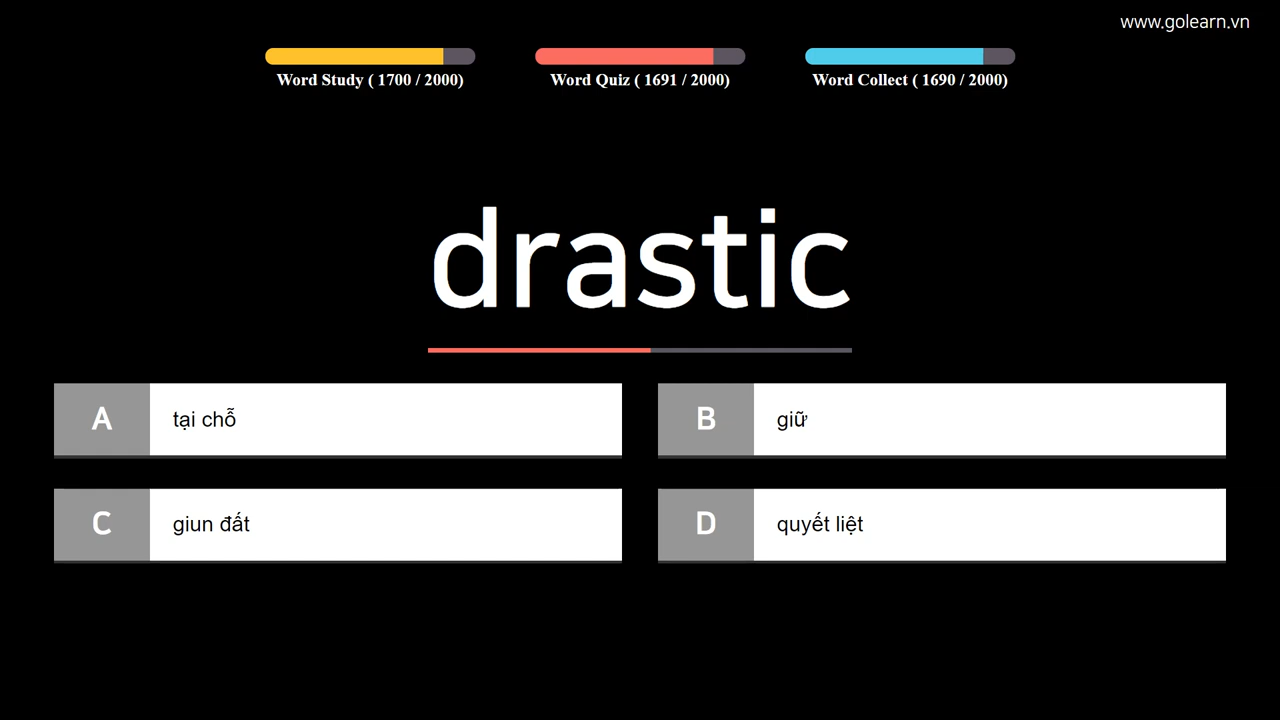 www.golearn.vn
Word Study ( 1700 / 2000)
Word Quiz ( 1691 / 2000)
Word Collect ( 1690 / 2000)
drastic
A tại chỗ
B giữ
C giun đất
D quyết liệt